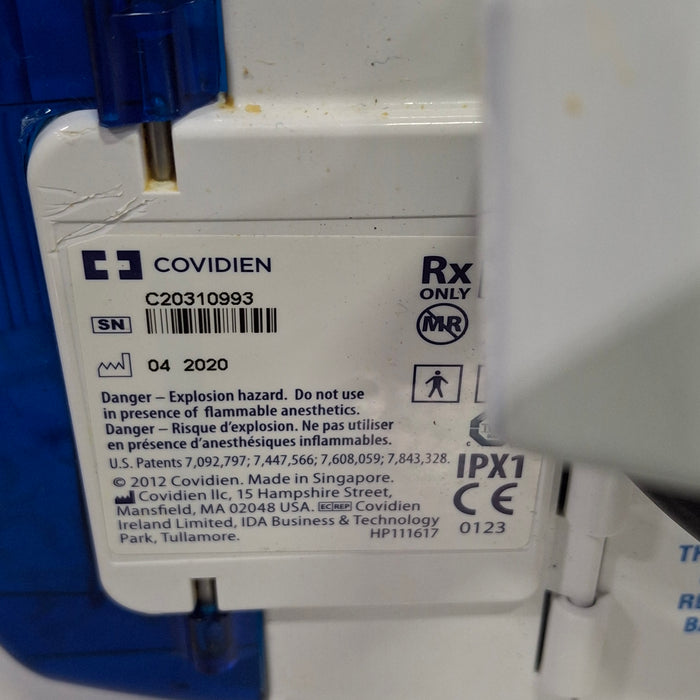 COVIDIEN
C20310993
SN
04 2020
Rx
ONLY
MR
Danger – Explosion hazard. Do not use
in presence of flammable anesthetics.
Danger – Risque d'explosion. Ne pas utiliser
en présence d'anesthésiques inflammables.
U.S. Patents 7,092,797; 7,447,566; 7,608,059; 7,843,328.
© 2012 Covidien. Made in Singapore.
Covidien llc, 15 Hampshire Street,
Mansfield, MA 02048 USA. EC REP Covidien
Ireland Limited, IDA Business & Technology
Park, Tullamore.
HP111617
IPX1
CE
0123